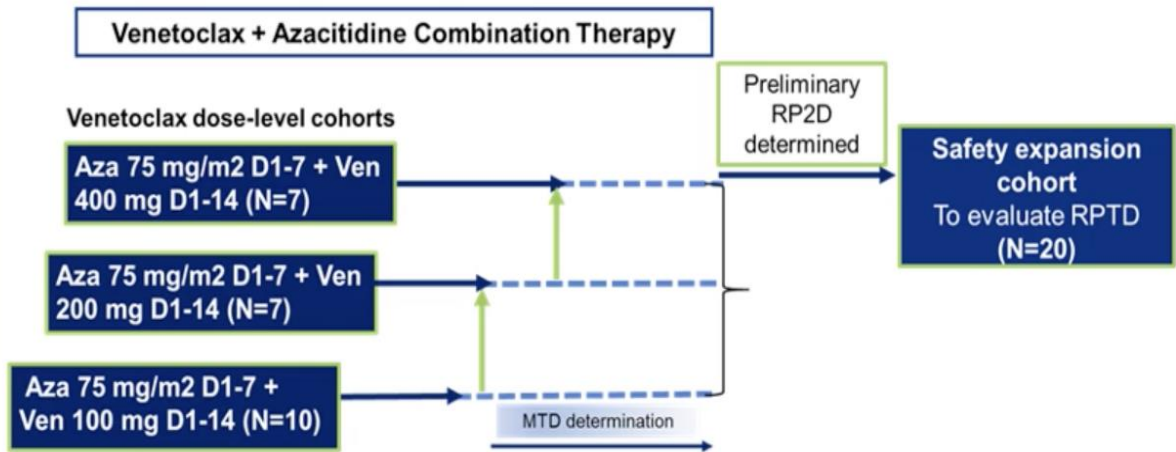 Venetoclax + Azacitidine Combination Therapy
Venetoclax dose-level cohorts
Aza 75 mg/m2 D1-7 + Ven
400 mg D1-14 (N=7)
Aza 75 mg/m2 D1-7 + Ven
200 mg D1-14 (N=7)
Aza 75 mg/m2 D1-7 +
Ven 100 mg D1-14 (N=10)
MTD determination
Preliminary
RP2D
determined
Safety expansion
cohort
To evaluate RPTD
(N=20)